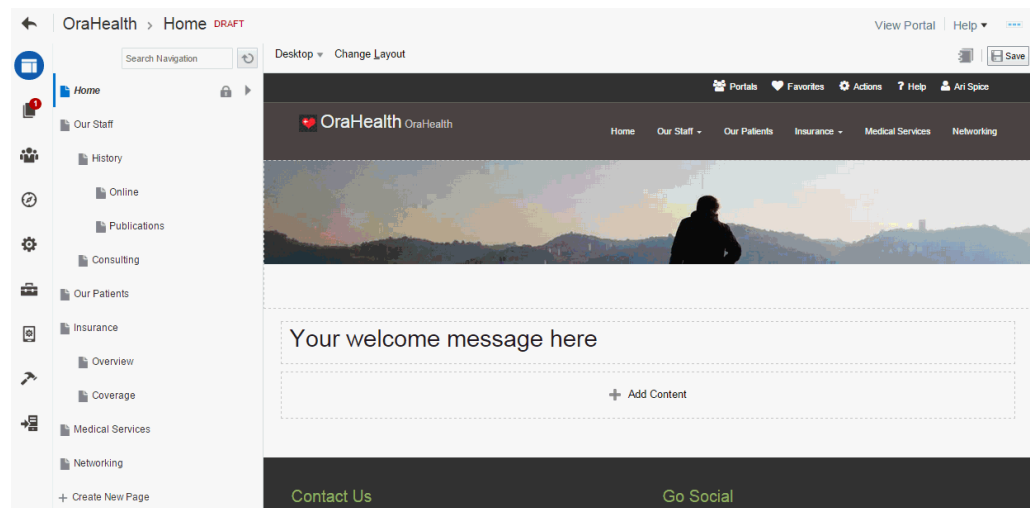 OraHealth > Home DRAFT
View Portal Help
Search Navigation
Desktop Change Layout
Save
1
Home
Our Staff
History
Online
Publications
Consulting
Our Patients
Insurance
Overview
Coverage
Medical Services
Networking
+ Create New Page
Portals Favorites Actions ? Help Ari Spice
OraHealth OraHealth
Home Our Staff Our Patients Insurance Medical Services Networking
Your welcome message here
+ Add Content
Contact Us Go Social